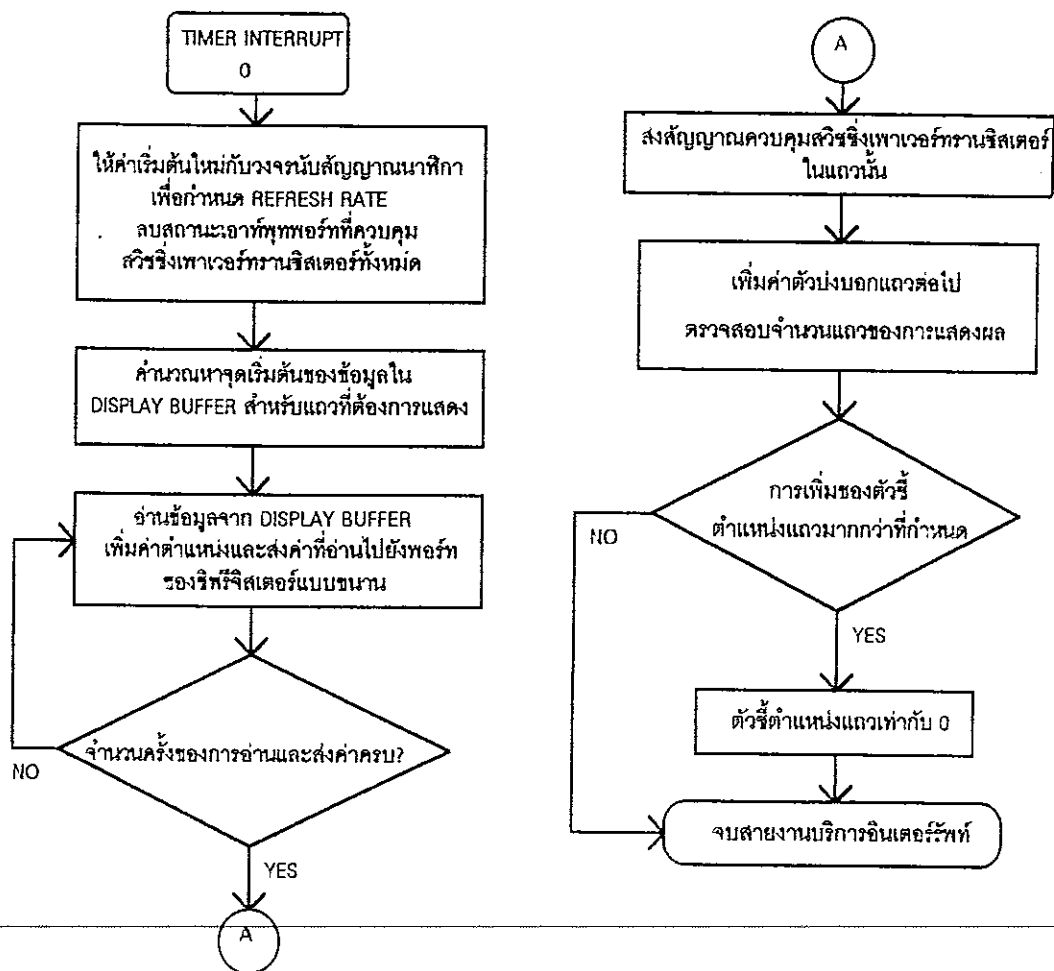 TIMER INTERRUPT
0
ให้ค่าเริ่มต้นใหม่กับวงจรนับสัญญาณนาฬิกา
เพื่อกำหนด REFRESH RATE
ลบสถานะเอาท์พุทพอร์ทที่ควบคุม
สวิชชิ่งเพาเวอร์ทรานซิสเตอร์ทั้งหมด
คำนวณหาจุดเริ่มต้นของข้อมูลใน
DISPLAY BUFFER สำหรับแถวที่ต้องการแสดง
อ่านข้อมูลจาก DISPLAY BUFFER
เพิ่มค่าตำแหน่งและส่งค่าที่อ่านไปยังพอร์ท
ของชิฟรีจิสเตอร์แบบขนาน
จำนวนครั้งของการอ่านและส่งค่าครบ?
NO
YES
A
A
ส่งสัญญาณควบคุมสวิชชิ่งเพาเวอร์ทรานซิสเตอร์
ในแถวนั้น
เพิ่มค่าตัวบ่งบอกแถวต่อไป
ตรวจสอบจำนวนแถวของการแสดงผล
การเพิ่มของตัวชี้
ตำแหน่งแถวมากกว่าที่กำหนด
NO
YES
ตัวชี้ตำแหน่งแถวเท่ากับ 0
จบสายงานบริการอินเตอร์รัพท์